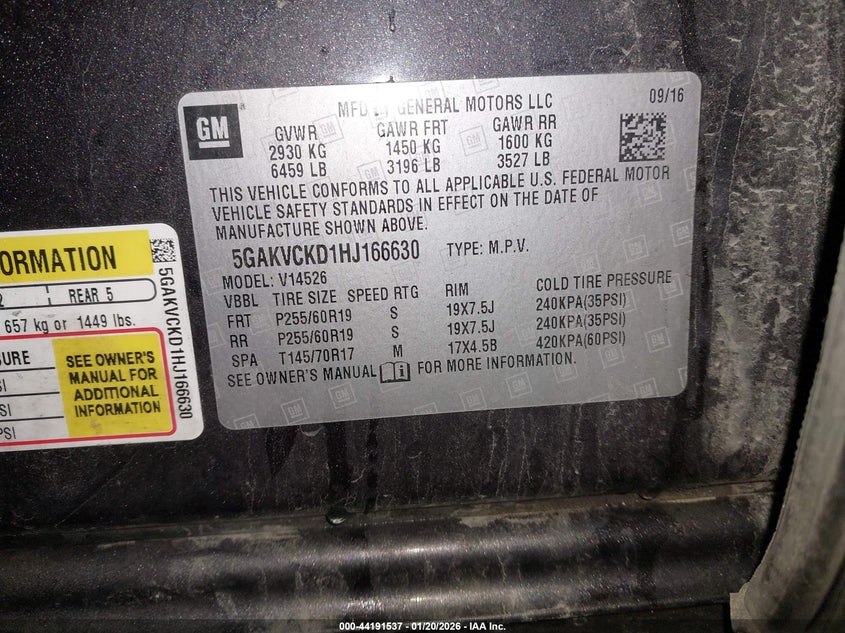 GM
MFD BY GENERAL MOTORS LLC
09/16
GVWR GAWR FRT GAWR RR
2930 KG 1450 KG 1600 KG
6459 LB 3196 LB 3527 LB
THIS VEHICLE CONFORMS TO ALL APPLICABLE U.S. FEDERAL MOTOR
VEHICLE SAFETY STANDARDS IN EFFECT ON THE DATE OF
MANUFACTURE SHOWN ABOVE.
5GAKVCKD1HJ166630 TYPE: M.P.V.
MODEL: V14526
VBBL TIRE SIZE SPEED RTG RIM COLD TIRE PRESSURE
FRT P255/60R19 S 19X7.5J 240KPA(35PSI)
RR P255/60R19 S 19X7.5J 240KPA(35PSI)
SPA T145/70R17 M 17X4.5B 420KPA(60PSI)
SEE OWNER'S MANUAL FOR MORE INFORMATION.
ORMATION
2 REAR 5
657 kg or 1449 lbs.
SURE
SI
SI
PSI
SEE OWNER'S
MANUAL FOR
ADDITIONAL
INFORMATION
5GAKVCKD1HJ166630
000-44191537 - 01/20/2026 - IAA Inc.